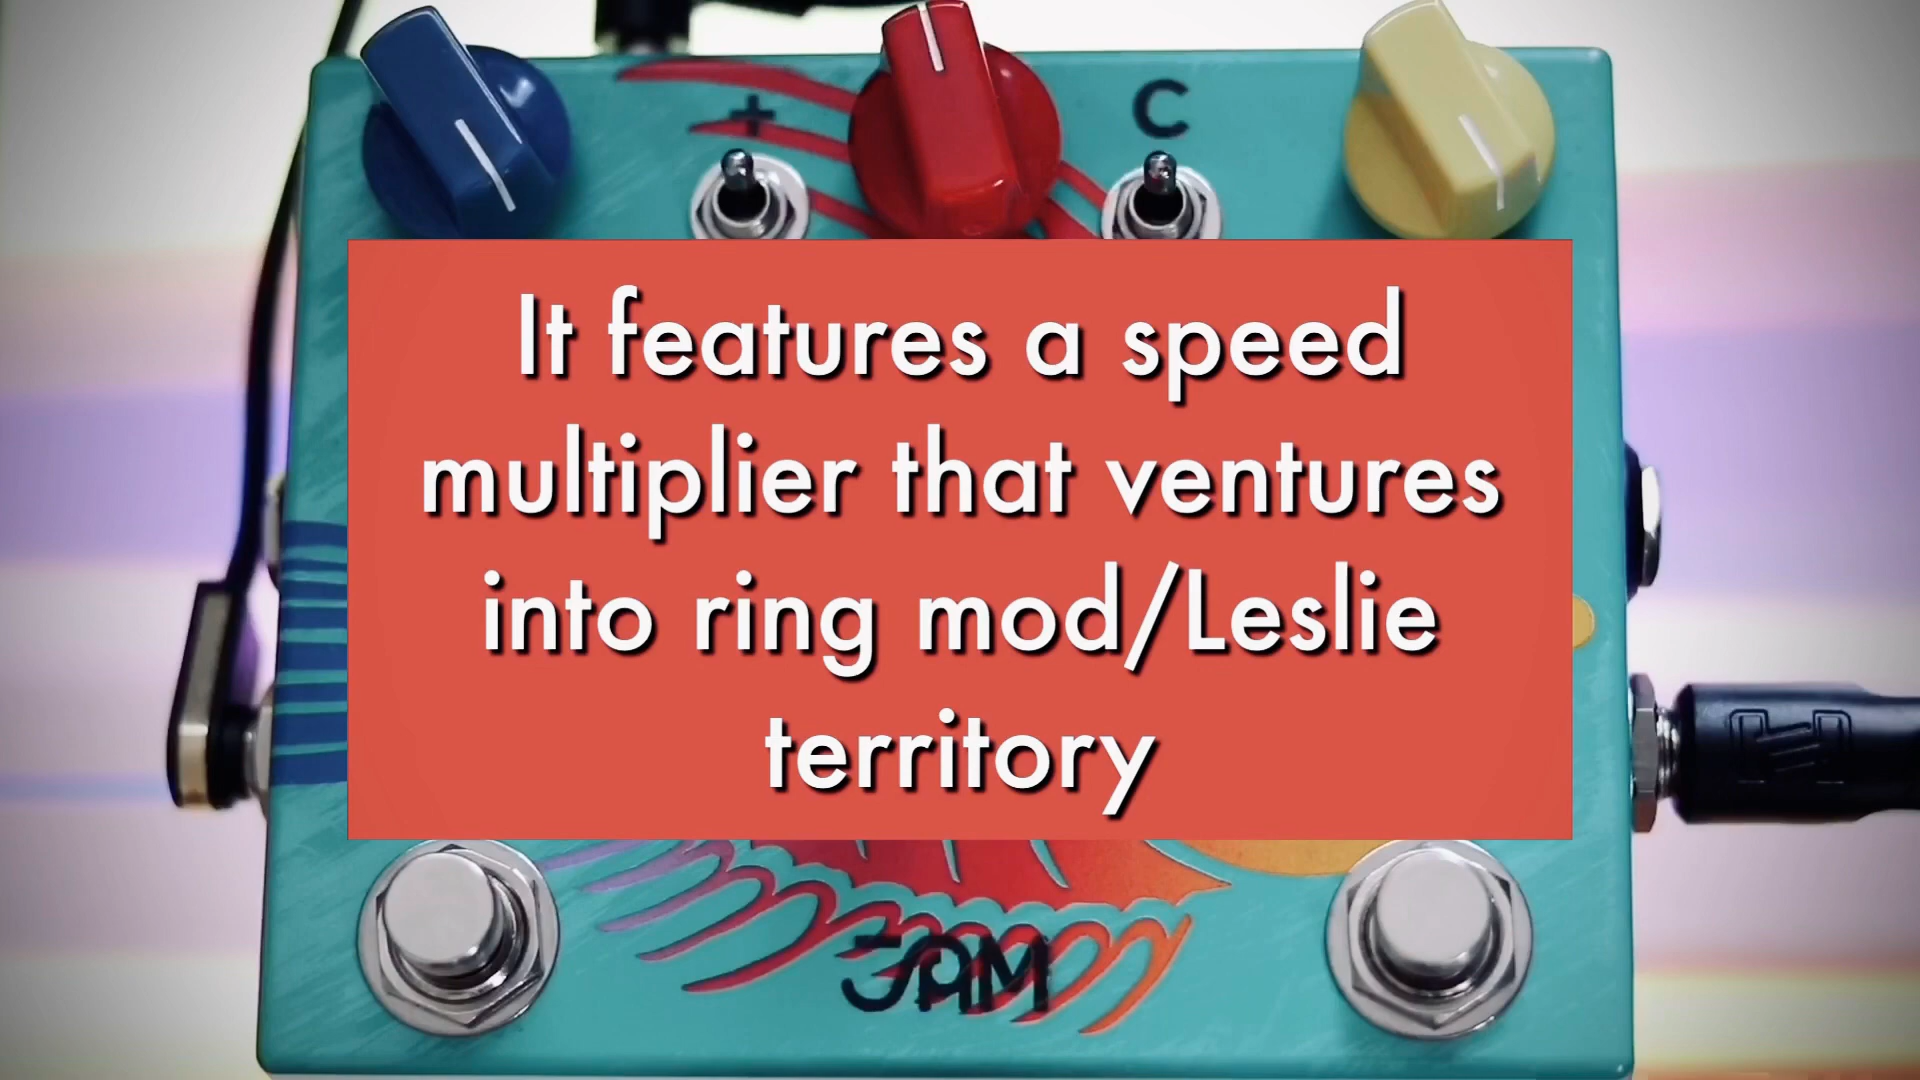 +
C
It features a speed
multiplier that ventures
into ring mod/Leslie
territory
JAM